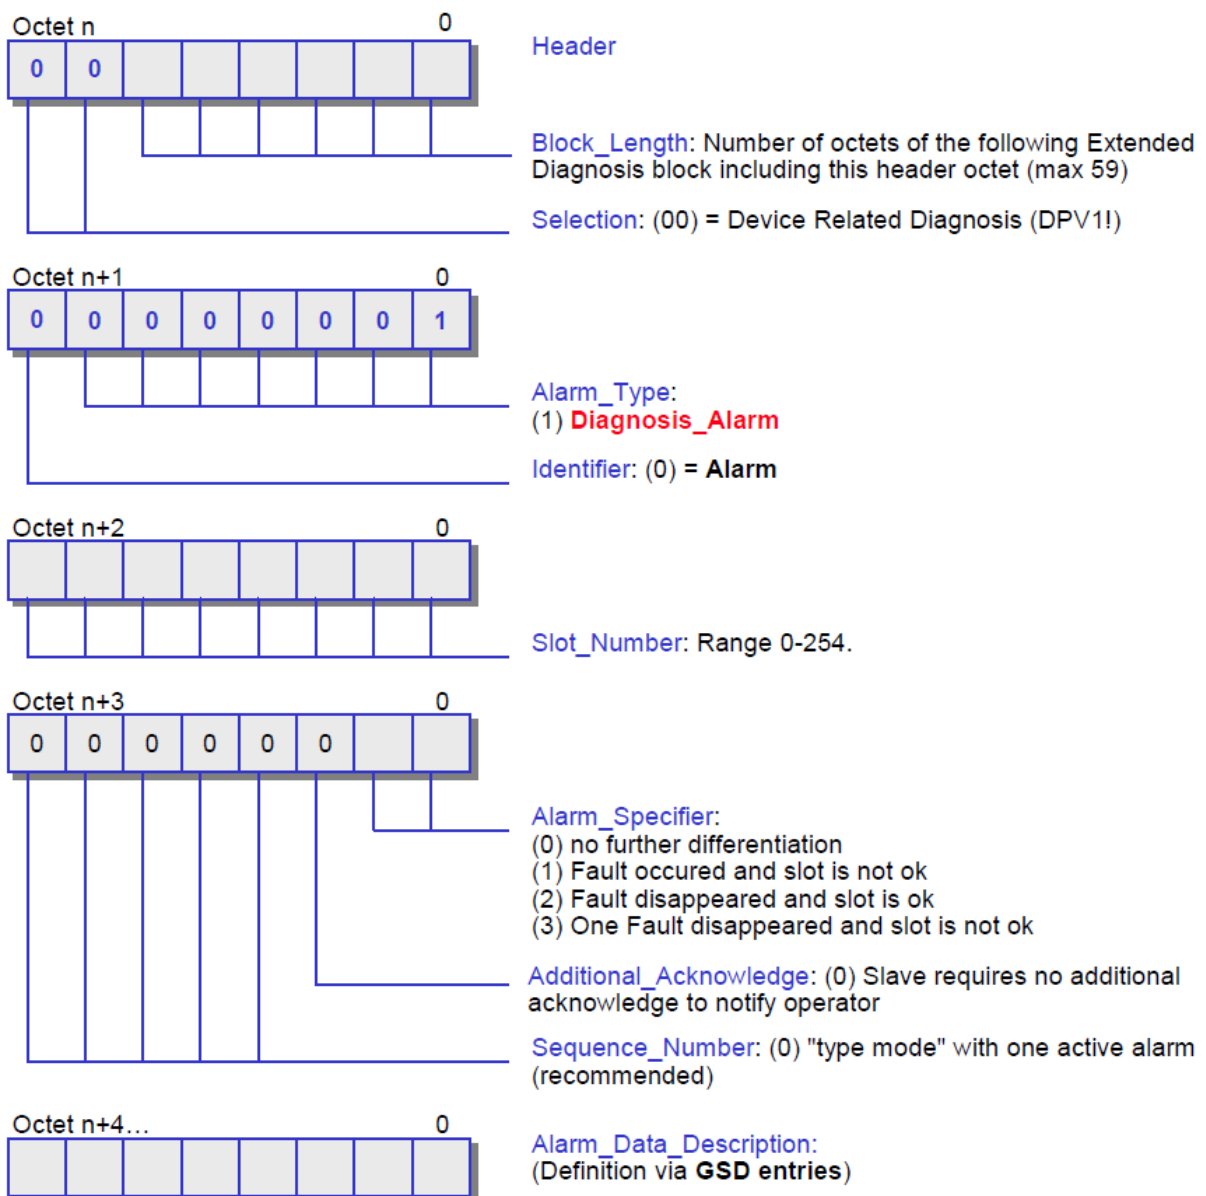 Octet n 0
Header
0 0
Block_Length: Number of octets of the following Extended
Diagnosis block including this header octet (max 59)
Selection: (00) = Device Related Diagnosis (DPV1!)
Octet n+1 0
0 0 0 0 0 0 0 1
Alarm_Type:
(1) Diagnosis_Alarm
Identifier: (0) = Alarm
Octet n+2 0
Slot_Number: Range 0-254.
Octet n+3 0
0 0 0 0 0 0
Alarm_Specifier:
(0) no further differentiation
(1) Fault occured and slot is not ok
(2) Fault disappeared and slot is ok
(3) One Fault disappeared and slot is not ok
Additional_Acknowledge: (0) Slave requires no additional
acknowledge to notify operator
Sequence_Number: (0) "type mode" with one active alarm
(recommended)
Octet n+4... 0
Alarm_Data_Description:
(Definition via GSD entries)